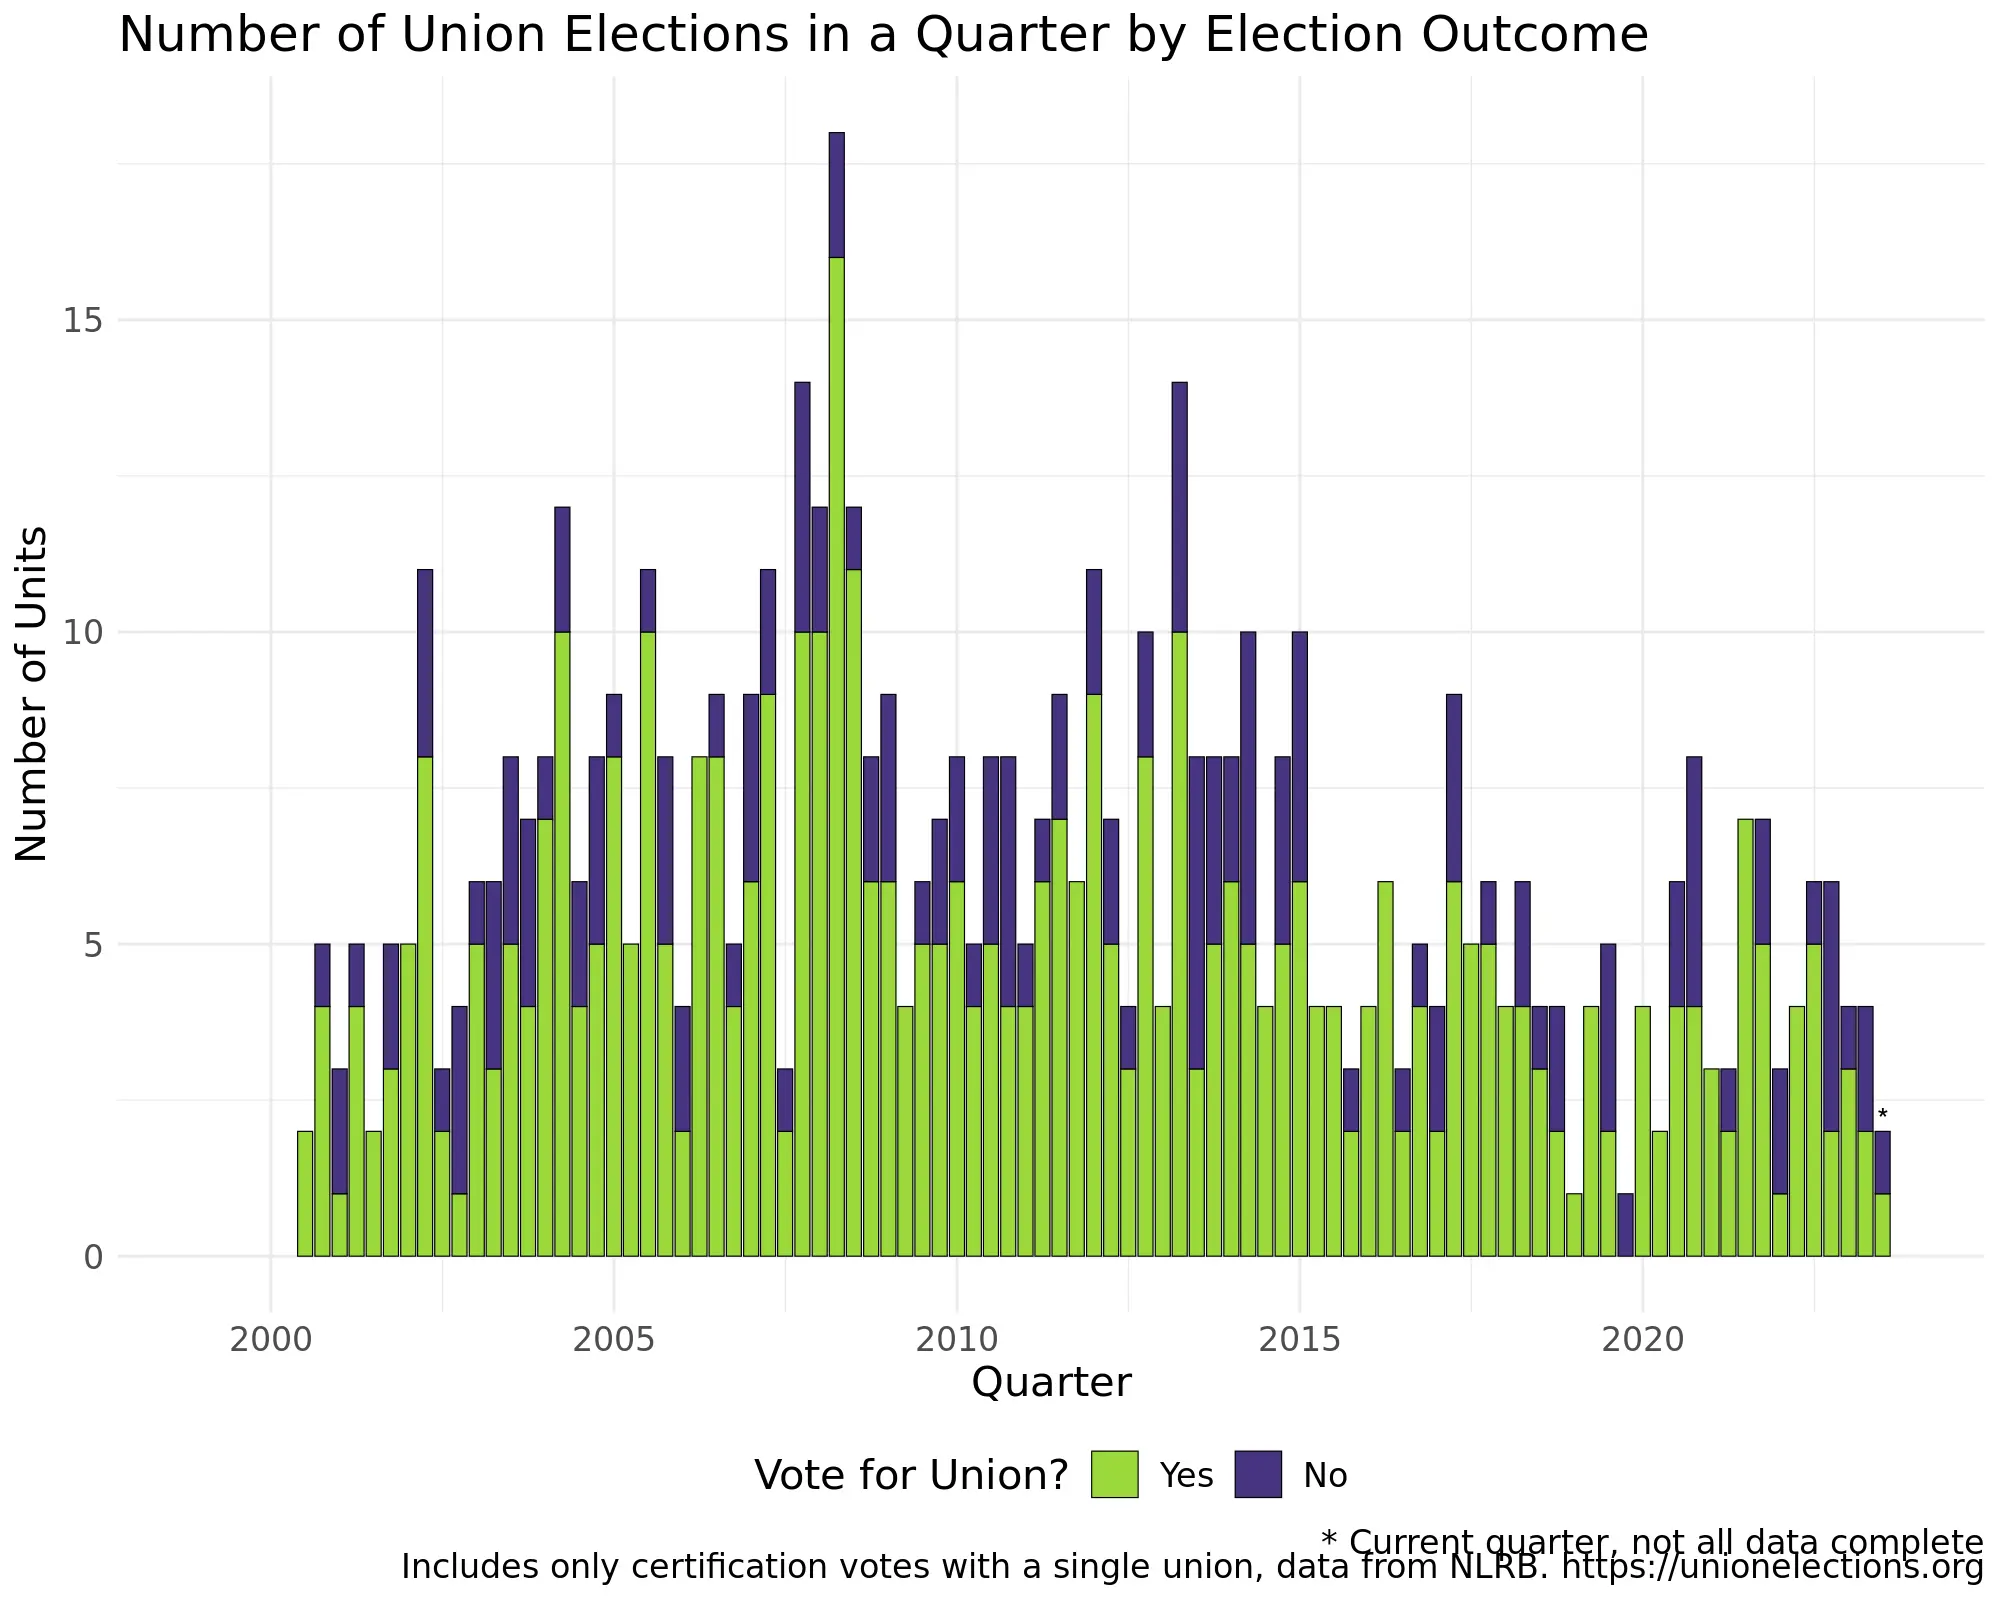 Number of Union Elections in a Quarter by Election Outcome
Number of Units
15
10
5
0
*
2000 2005 2010 2015 2020
Quarter
Vote for Union? Yes No
* Current quarter, not all data complete
Includes only certification votes with a single union, data from NLRB. https://unionelections.org